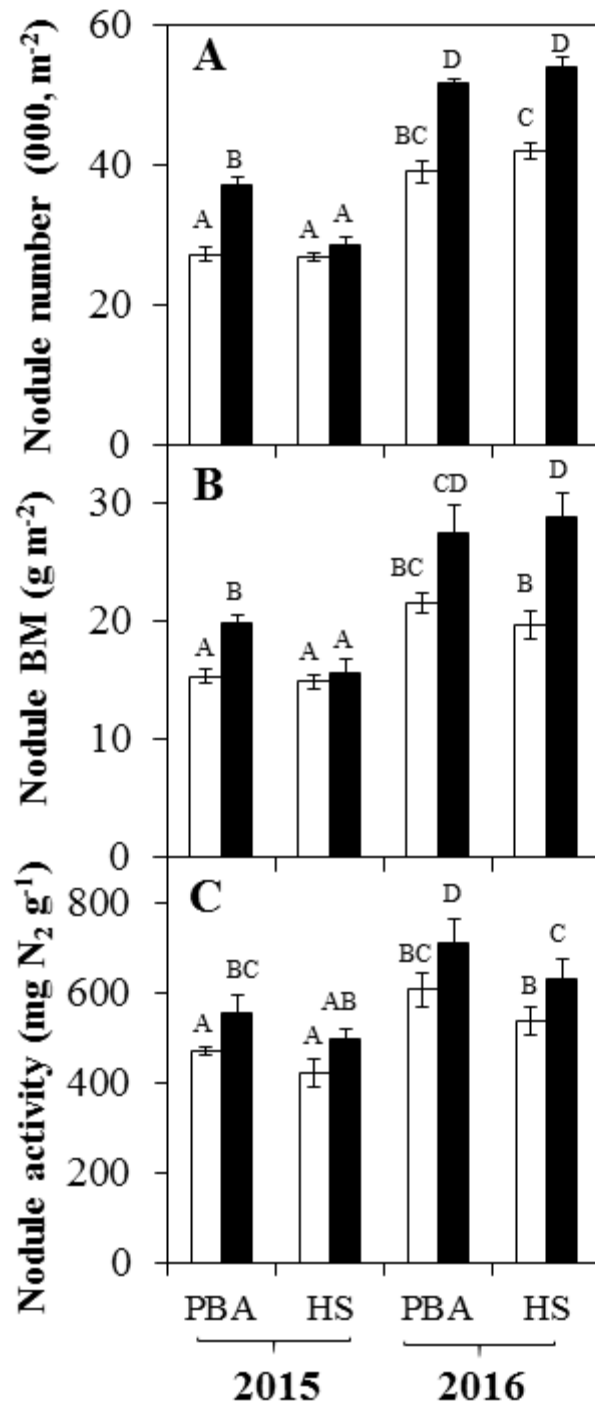 A
Nodule number (000, m-2)
60
40
20
0
A
B
A
A
BC
D
C
D
B
Nodule BM (g m-2)
30
20
10
0
A
B
A
A
BC
CD
B
D
C
Nodule activity (mg N2 g-1)
800
600
400
200
0
A
BC
A
AB
BC
D
B
C
PBA HS PBA HS
2015 2016